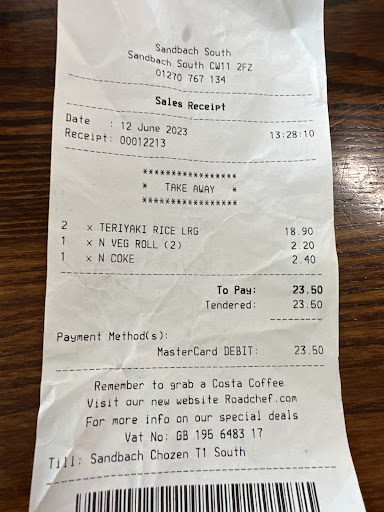 Sandbach South
Sandbach South CW11 2FZ
01270 767 134
Sales Receipt
Date : 12 June 2023 13:28:10
Receipt: 00012213
*****************
* TAKE AWAY *
*****************
2 x TERIYAKI RICE LRG 18.90
1 x N VEG ROLL (2) 2.20
1 x N COKE 2.40
To Pay: 23.50
Tendered: 23.50
Payment Method(s):
MasterCard DEBIT: 23.50
Remember to grab a Costa Coffee
Visit our new website Roadchef.com
For more info on our special deals
Vat No: GB 195 6483 17
Till: Sandbach Chozen T1 South